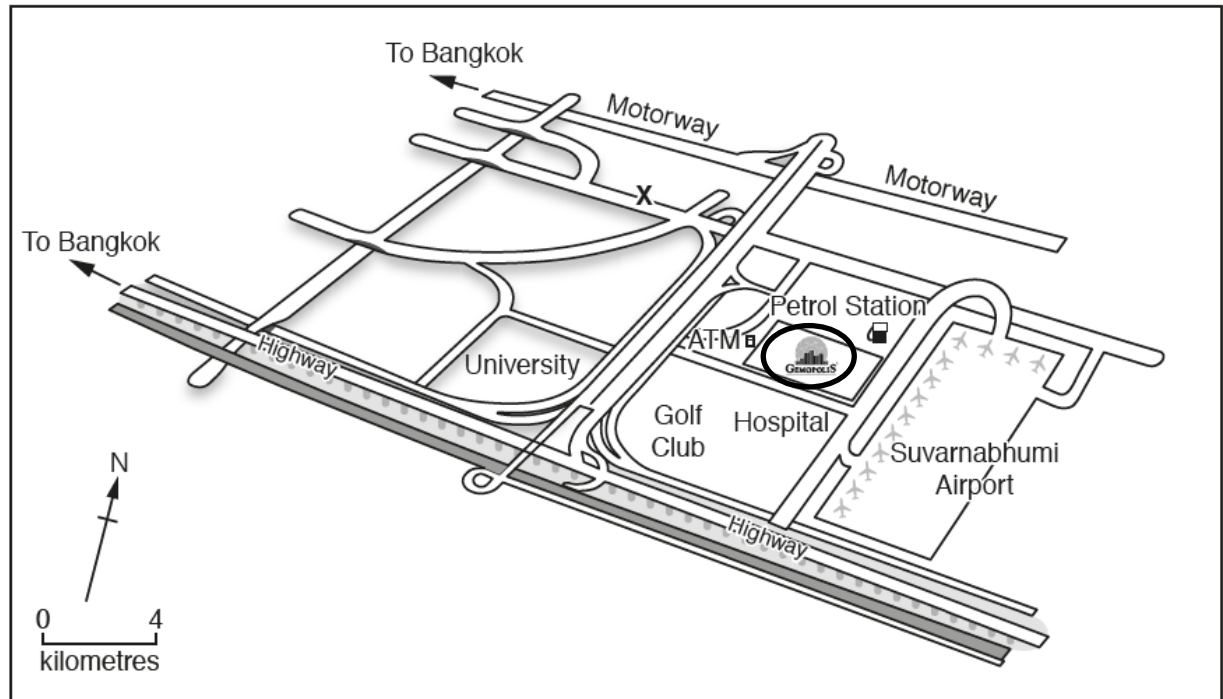 To Bangkok
Motorway
Motorway
X
To Bangkok
Petrol Station
ATM
GEMOPOLIS
Highway
University
Golf
Club
Hospital
Suvarnabhumi
Airport
N
Highway
0 4
kilometres